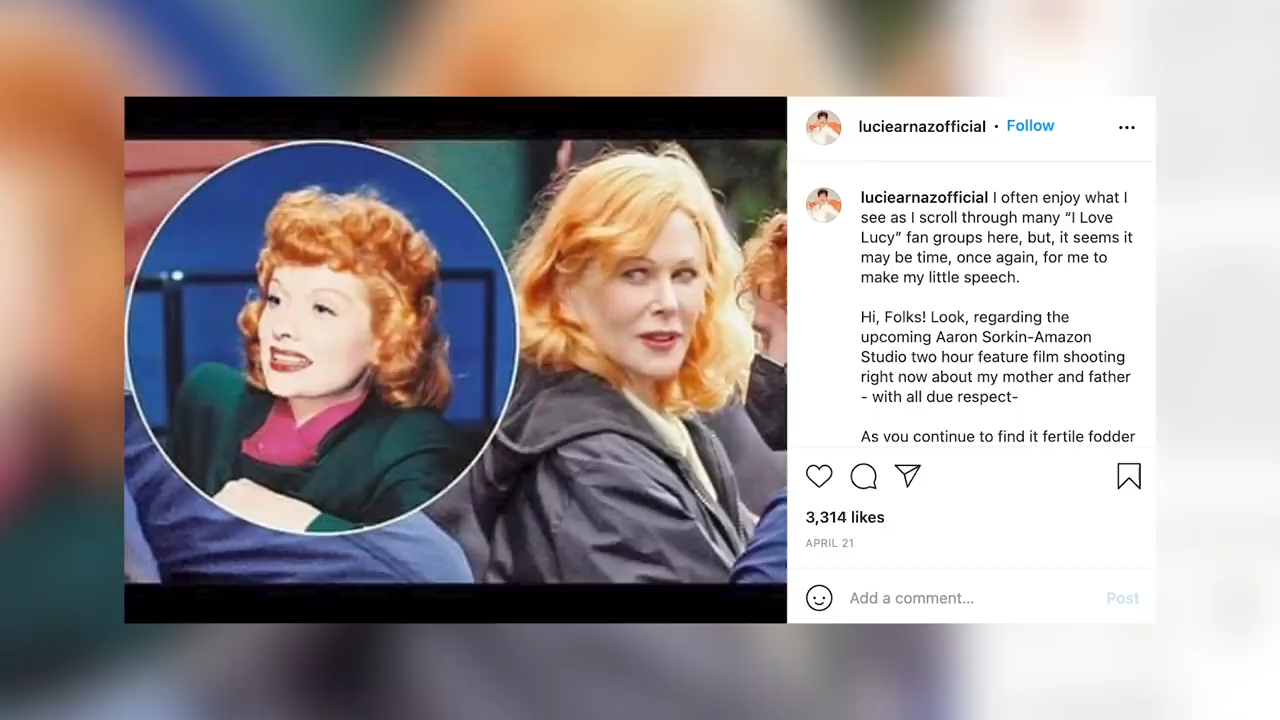 luciearnazofficial • Follow
luciearnazofficial I often enjoy what I
see as I scroll through many “I Love
Lucy” fan groups here, but, it seems it
may be time, once again, for me to
make my little speech.
Hi, Folks! Look, regarding the
upcoming Aaron Sorkin-Amazon
Studio two hour feature film shooting
right now about my mother and father
- with all due respect-
As you continue to find it fertile fodder
3,314 likes
APRIL 21
Add a comment...
Post